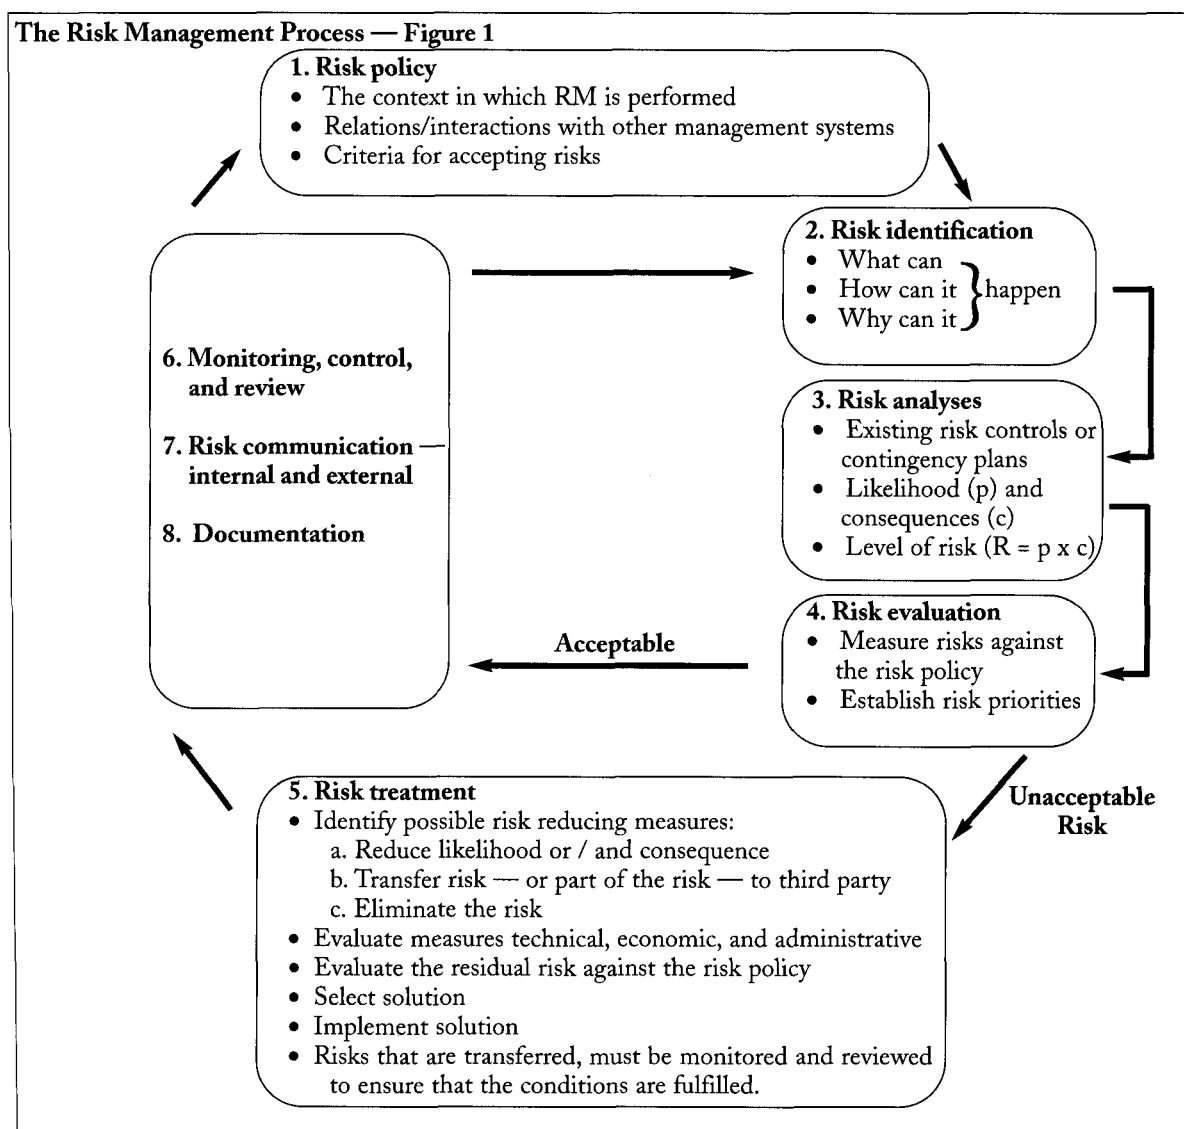 The Risk Management Process — Figure 1
1. Risk policy
• The context in which RM is performed
• Relations/interactions with other management systems
• Criteria for accepting risks
2. Risk identification
• What can
• How can it } happen
• Why can it
3. Risk analyses
• Existing risk controls or
contingency plans
• Likelihood (p) and
consequences (c)
• Level of risk (R = p x c)
4. Risk evaluation
• Measure risks against
the risk policy
• Establish risk priorities
Acceptable
Unacceptable
Risk
5. Risk treatment
• Identify possible risk reducing measures:
a. Reduce likelihood or / and consequence
b. Transfer risk — or part of the risk — to third party
c. Eliminate the risk
• Evaluate measures technical, economic, and administrative
• Evaluate the residual risk against the risk policy
• Select solution
• Implement solution
• Risks that are transferred, must be monitored and reviewed
to ensure that the conditions are fulfilled.
6. Monitoring, control,
and review
7. Risk communication —
internal and external
8. Documentation